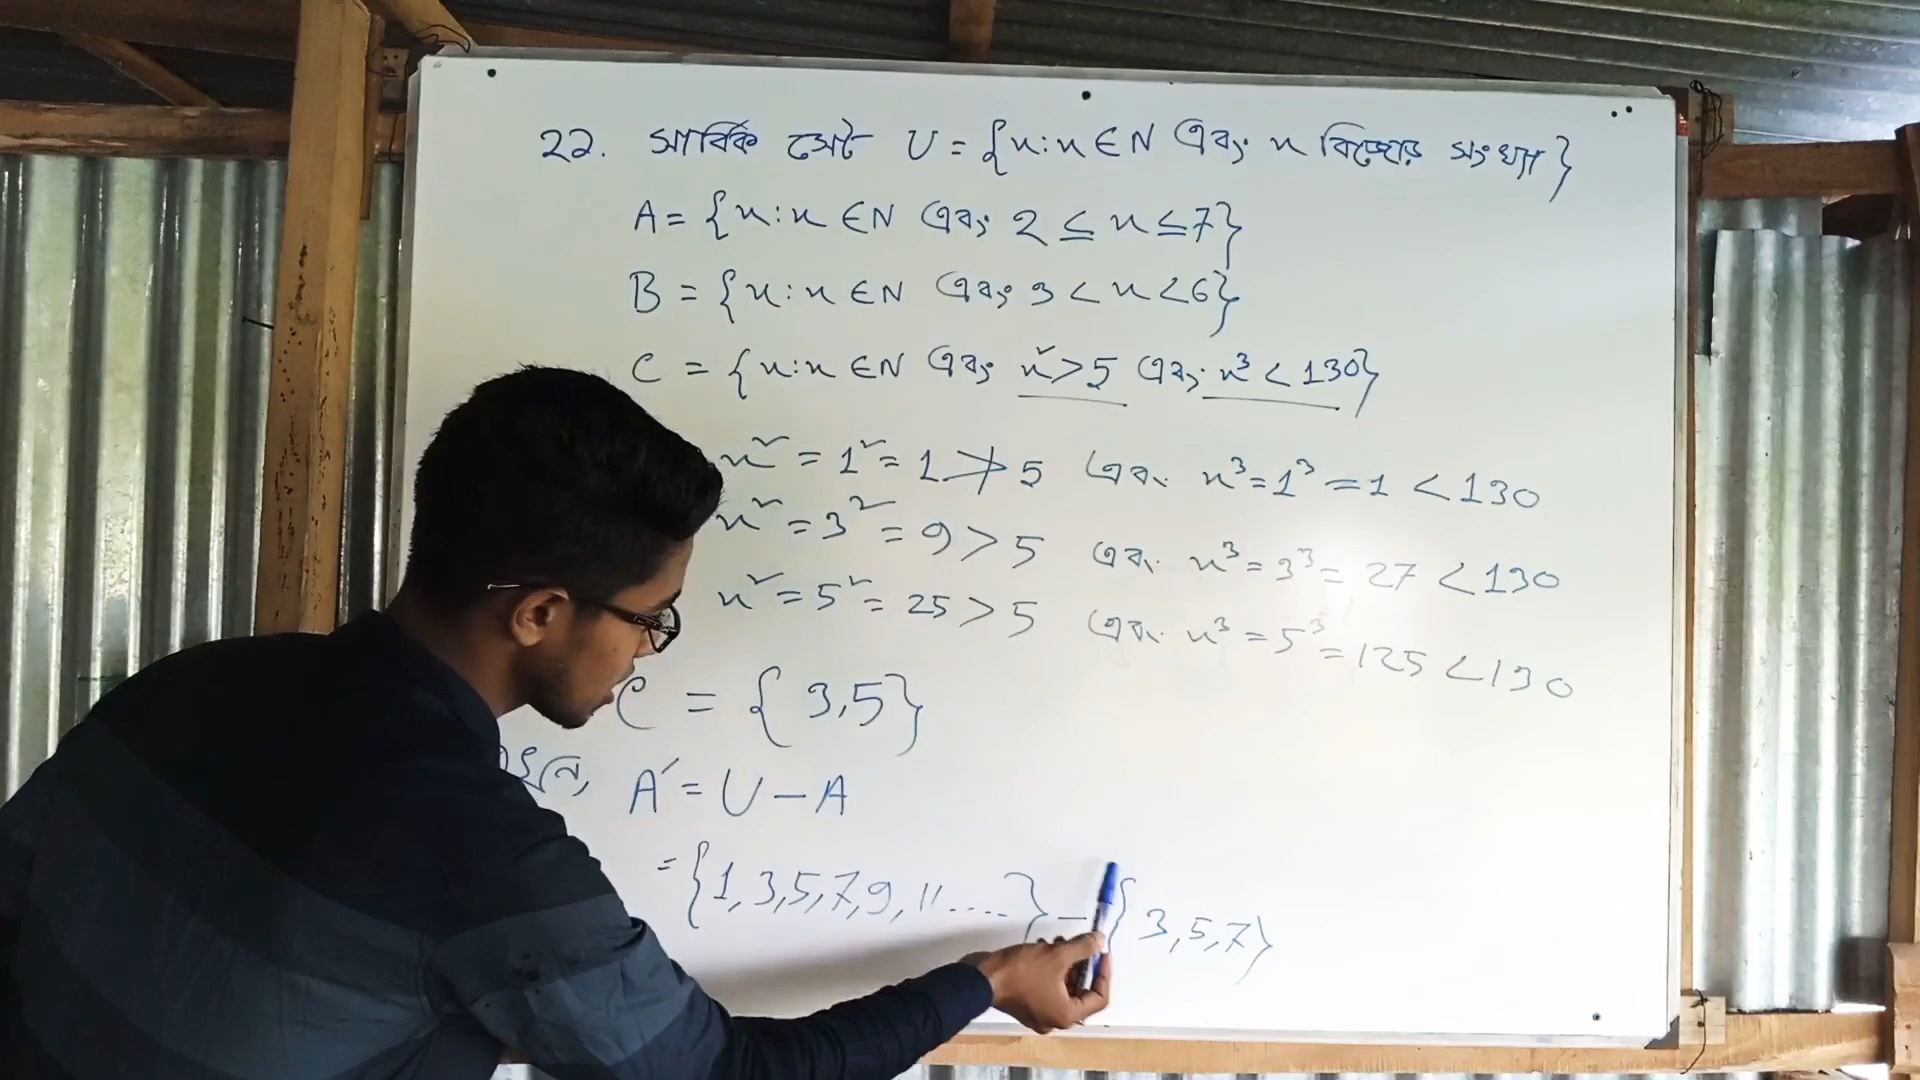 ২২. সার্বিক সেট U = {x:x ∈ N এবং x বিজোড় সংখ্যা}
A = {x:x ∈ N এবং 2 ≤ x ≤ 7}
B = {x:x ∈ N এবং 3 < x < 6}
C = {x:x ∈ N এবং x² > 5 এবং x³ < 130}
x² = 1² = 1 ≯ 5 এবং x³ = 1³ = 1 < 130
x² = 3² = 9 > 5 এবং x³ = 3³ = 27 < 130
x² = 5² = 25 > 5 এবং x³ = 5³ = 125 < 130
C = { 3,5}
A′ = U − A
= {1,3,5,7,9,11....} − { 3,5,7}